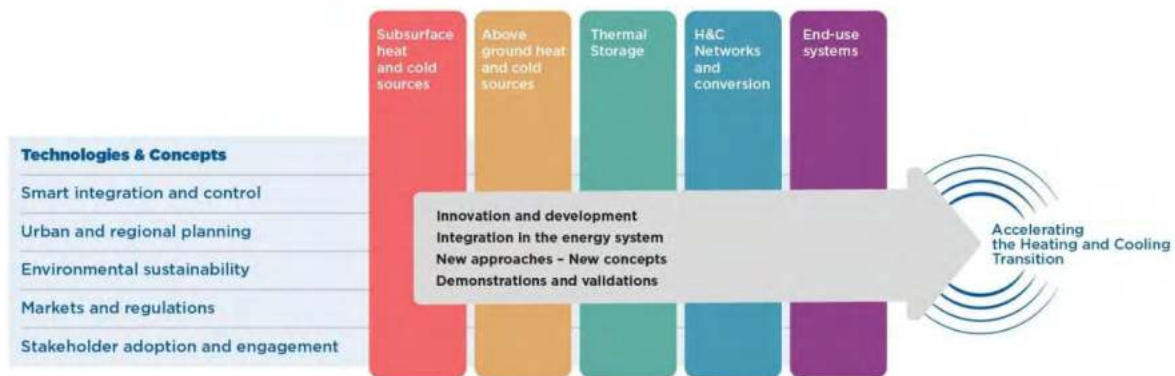 Subsurface
heat
and cold
sources
Above
ground heat
and cold
sources
Thermal
Storage
H&C
Networks
and
conversion
End-use
systems
Technologies & Concepts
Smart integration and control
Urban and regional planning
Environmental sustainability
Markets and regulations
Stakeholder adoption and engagement
Innovation and development
Integration in the energy system
New approaches – New concepts
Demonstrations and validations
Accelerating
the Heating and Cooling
Transition